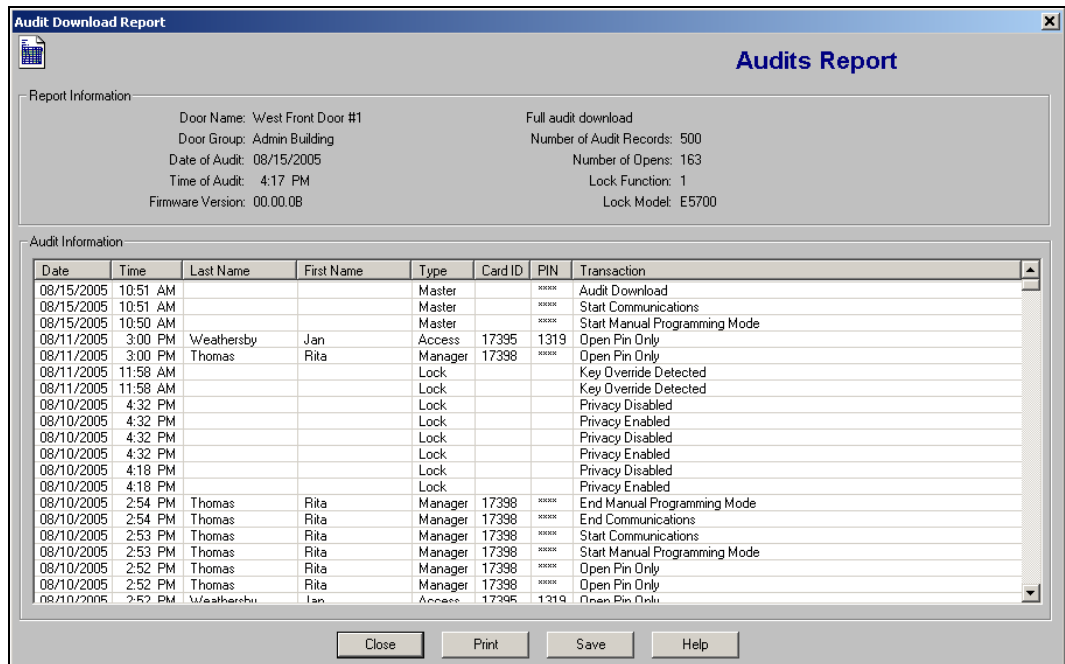 Audit Download Report
Audits Report
Report Information
Door Name: West Front Door #1 Full audit download
Door Group: Admin Building Number of Audit Records: 500
Date of Audit: 08/15/2005 Number of Opens: 163
Time of Audit: 4:17 PM Lock Function: 1
Firmware Version: 00.00.0B Lock Model: E5700
Audit Information
Date Time Last Name First Name Type Card ID PIN Transaction
08/15/2005 10:51 AM Master **** Audit Download
08/15/2005 10:51 AM Master **** Start Communications
08/15/2005 10:50 AM Master **** Start Manual Programming Mode
08/11/2005 3:00 PM Weathersby Jan Access 17395 1319 Open Pin Only
08/11/2005 3:00 PM Thomas Rita Manager 17398 **** Open Pin Only
08/11/2005 11:58 AM Lock Key Override Detected
08/11/2005 11:58 AM Lock Key Override Detected
08/10/2005 4:32 PM Lock Privacy Disabled
08/10/2005 4:32 PM Lock Privacy Enabled
08/10/2005 4:32 PM Lock Privacy Disabled
08/10/2005 4:32 PM Lock Privacy Enabled
08/10/2005 4:18 PM Lock Privacy Disabled
08/10/2005 4:18 PM Lock Privacy Enabled
08/10/2005 2:54 PM Thomas Rita Manager 17398 **** End Manual Programming Mode
08/10/2005 2:54 PM Thomas Rita Manager 17398 **** End Communications
08/10/2005 2:53 PM Thomas Rita Manager 17398 **** Start Communications
08/10/2005 2:53 PM Thomas Rita Manager 17398 **** Start Manual Programming Mode
08/10/2005 2:52 PM Thomas Rita Manager 17398 **** Open Pin Only
08/10/2005 2:52 PM Thomas Rita Manager 17398 **** Open Pin Only
08/10/2005 2:52 PM Weathersby Jan Access 17395 1319 Open Pin Only
Close Print Save Help